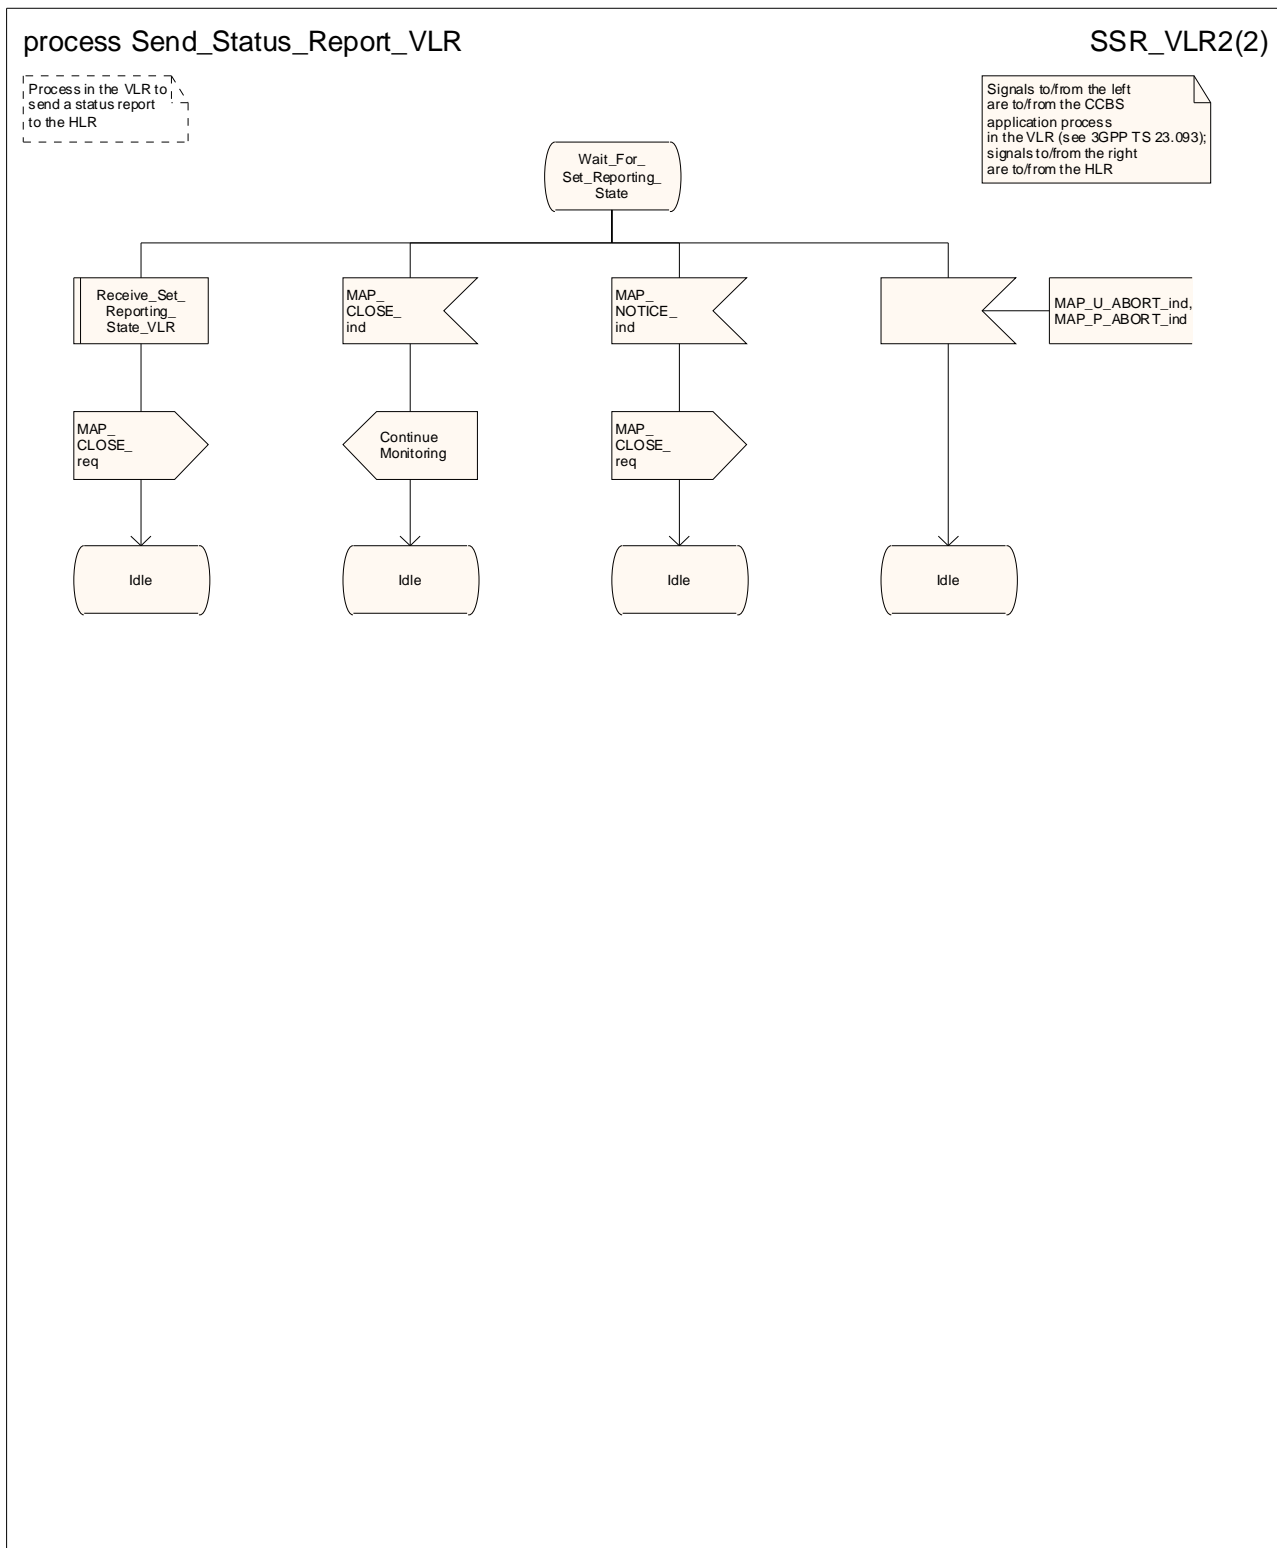 process Send_Status_Report_VLR
SSR_VLR2(2)
Process in the VLR to
send a status report
to the HLR
Signals to/from the left
are to/from the CCBS
application process
in the VLR (see 3GPP TS 23.093);
signals to/from the right
are to/from the HLR
Wait_For_
Set_Reporting_
State
Receive_Set_
Reporting_
State_VLR
MAP_
CLOSE_
ind
MAP_
NOTICE_
ind
MAP_U_ABORT_ind,
MAP_P_ABORT_ind
MAP_
CLOSE_
req
Continue
Monitoring
MAP_
CLOSE_
req
Idle
Idle
Idle
Idle